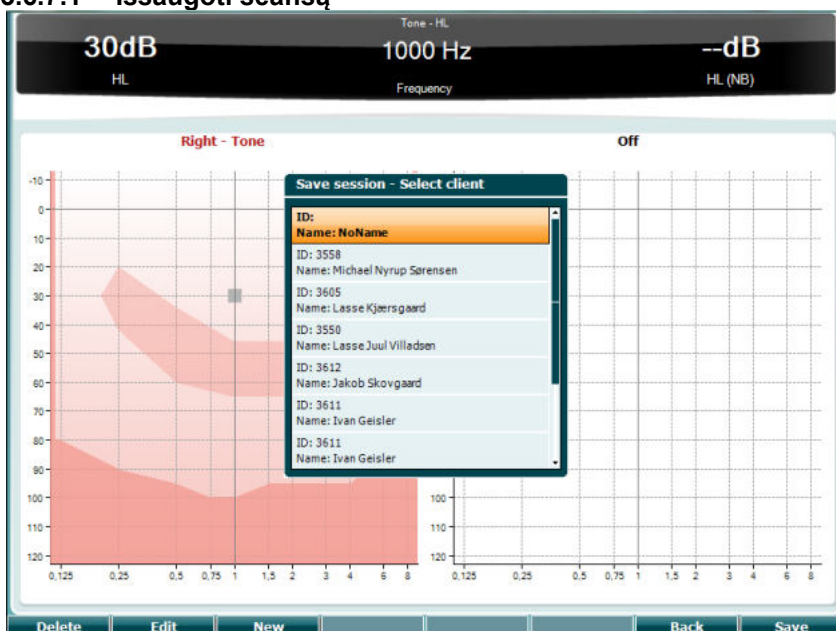 Išsaugoti seansą
Tone - HL
30dB
1000 Hz
--dB
HL
Frequency
HL (NB)
Right - Tone
Off
Save session - Select client
ID:
Name: NoName
ID: 3558
Name: Michael Nyrup Sørensen
ID: 3605
Name: Lasse Kjærsgaard
ID: 3550
Name: Lasse Juul Villadsen
ID: 3612
Name: Jakob Skovgaard
ID: 3611
Name: Ivan Geisler
ID: 3611
Name: Ivan Geisler
-10
0
10
20
30
40
50
60
70
80
90
100
110
120
0,125 0,25 0,5 0,75 1 1,5 2 3 4 6 8
100
110
120
0,125 0,25 0,5 0,75 1 1,5 2 3 4 6 8
Delete Edit New Back Save